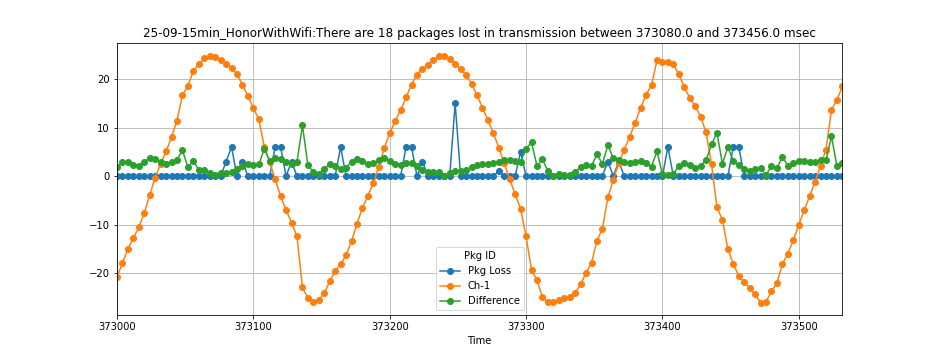 25-09-15min_HonorWithWifi:There are 18 packages lost in transmission between 373080.0 and 373456.0 msec
20
10
0
−10
−20
Pkg ID
Pkg Loss
Ch-1
Difference
373000 373100 373200 373300 373400 373500
Time